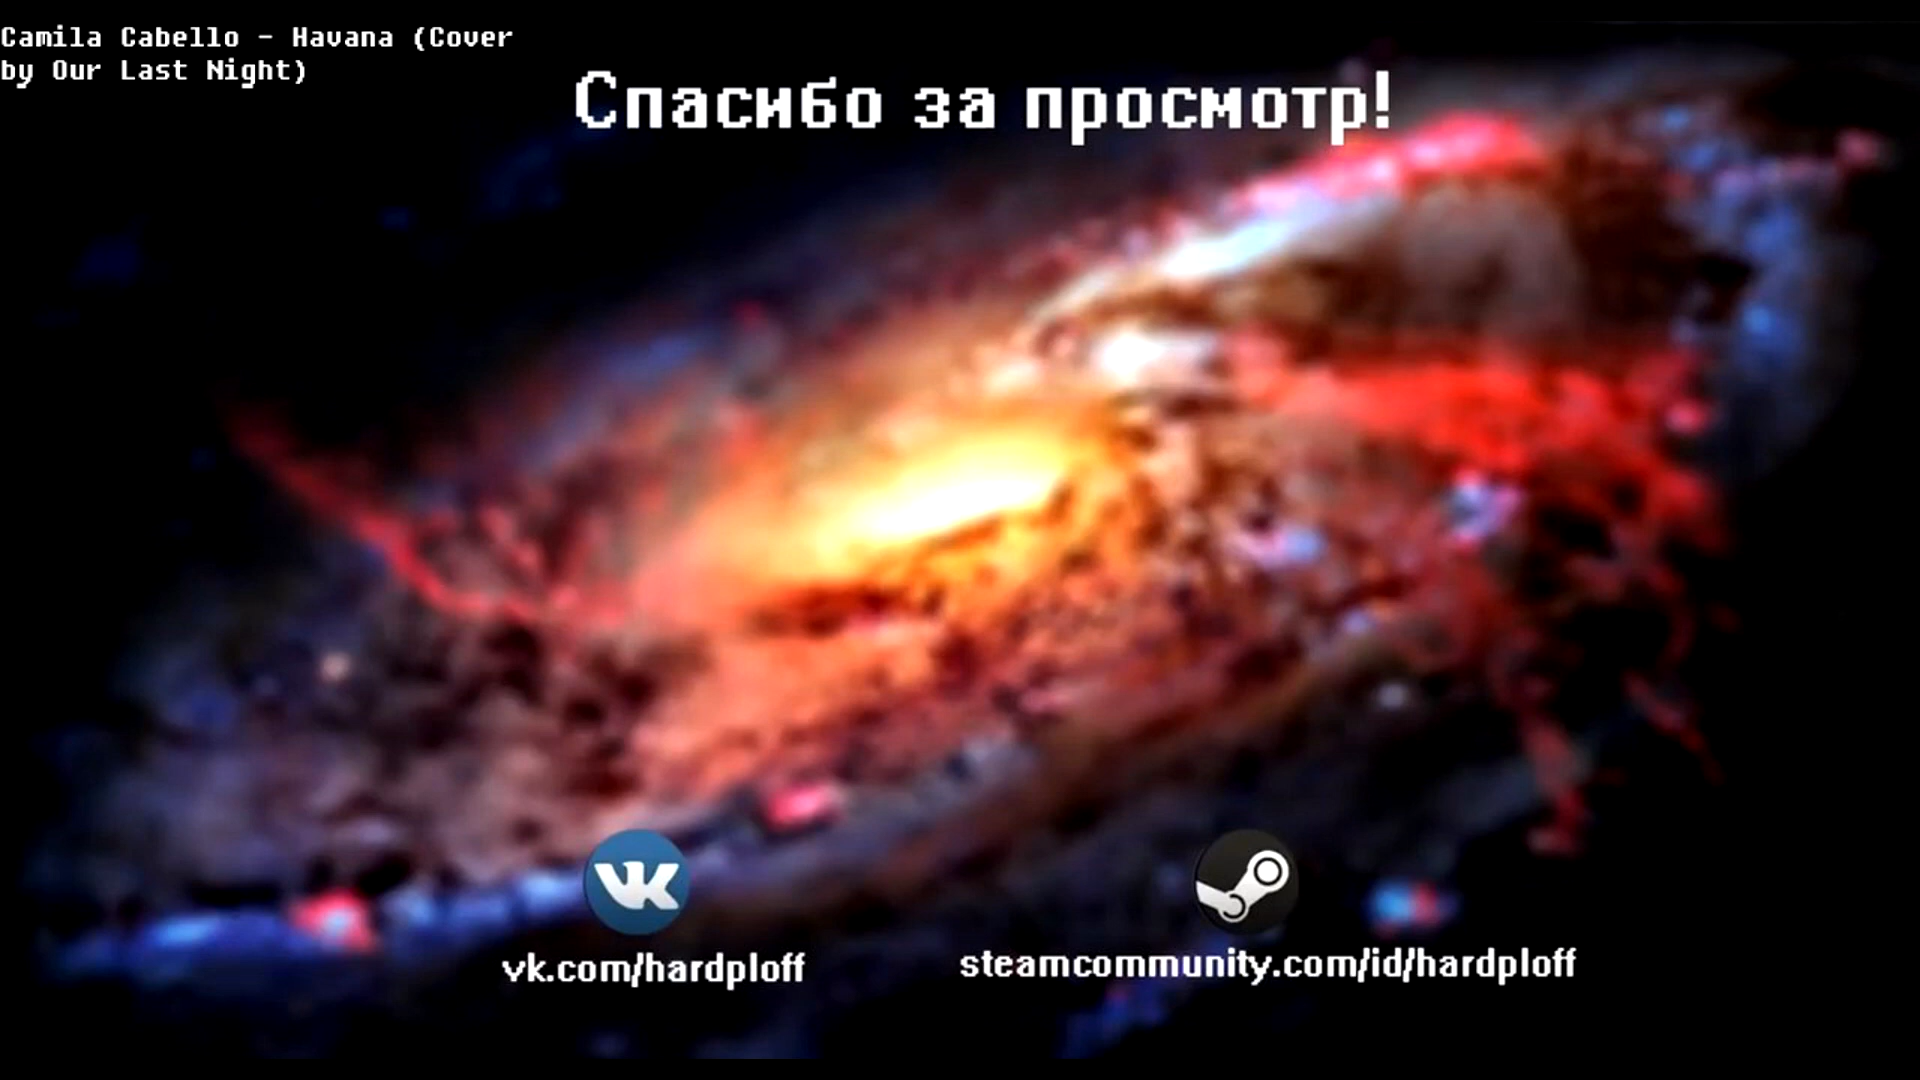 Camila Cabello - Havana (Cover
by Our Last Night)
Спасибо за просмотр!
vk.com/hardploff
steamcommunity.com/id/hardploff